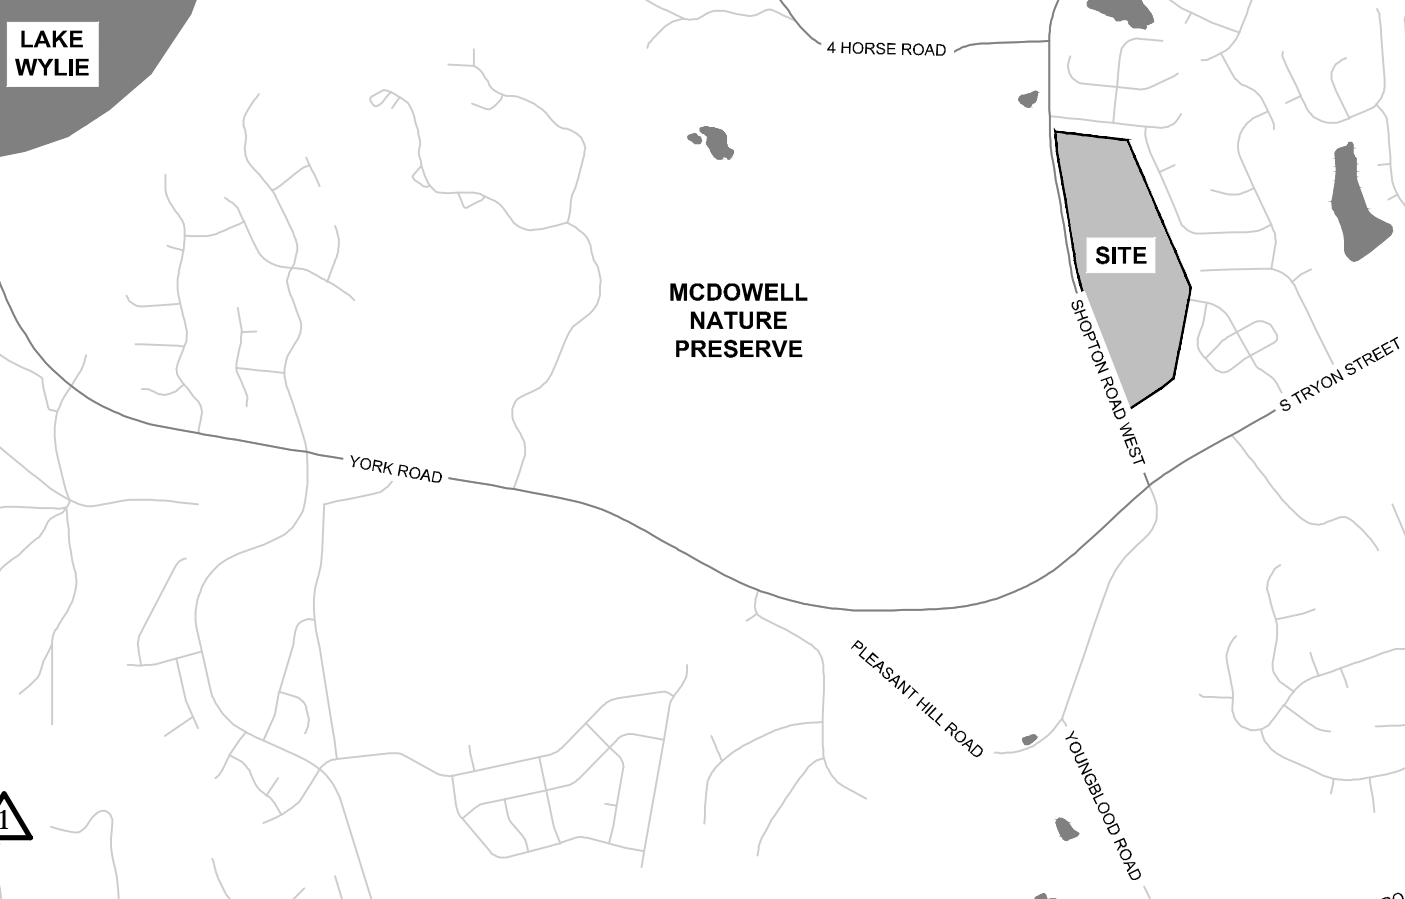 LAKE
WYLIE
4 HORSE ROAD
SITE
MCDOWELL
NATURE
PRESERVE
SHOPTON ROAD WEST
S TRYON STREET
YORK ROAD
PLEASANT HILL ROAD
YOUNGBLOOD ROAD
1